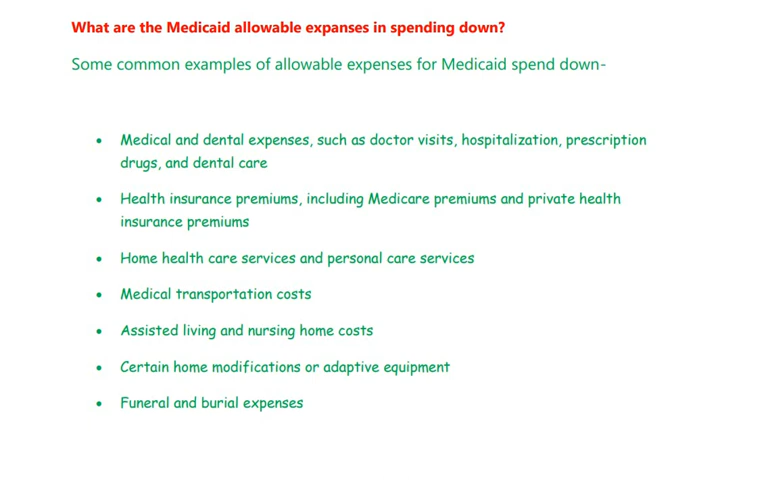 What are the Medicaid allowable expanses in spending down?
Some common examples of allowable expenses for Medicaid spend down-
• Medical and dental expenses, such as doctor visits, hospitalization, prescription
drugs, and dental care
• Health insurance premiums, including Medicare premiums and private health
insurance premiums
• Home health care services and personal care services
• Medical transportation costs
• Assisted living and nursing home costs
• Certain home modifications or adaptive equipment
• Funeral and burial expenses